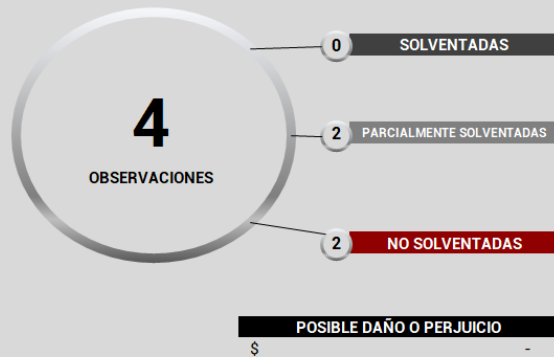 0 SOLVENTADAS
4
OBSERVACIONES
2 PARCIALMENTE SOLVENTADAS
2 NO SOLVENTADAS
POSIBLE DAÑO O PERJUICIO
$ -